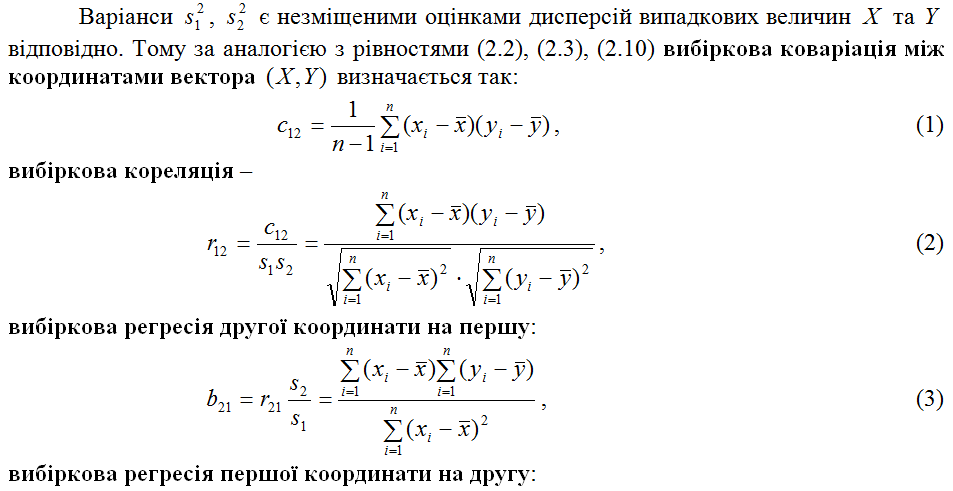 Варіанси $s_1^2$, $s_2^2$ є незміщеними оцінками дисперсій випадкових величин $X$ та $Y$
відповідно. Тому за аналогією з рівностями (2.2), (2.3), (2.10) вибіркова коваріація між
координатами вектора $(X,Y)$ визначається так:
$c_{12} = \frac{1}{n-1}\sum_{i=1}^{n}(x_i - \bar{x})(y_i - \bar{y})$, (1)
вибіркова кореляція –
$r_{12} = \frac{c_{12}}{s_1 s_2} = \frac{\sum_{i=1}^{n}(x_i - \bar{x})(y_i - \bar{y})}{\sqrt{\sum_{i=1}^{n}(x_i - \bar{x})^2} \cdot \sqrt{\sum_{i=1}^{n}(y_i - \bar{y})^2}}$, (2)
вибіркова регресія другої координати на першу:
$b_{21} = r_{21}\frac{s_2}{s_1} = \frac{\sum_{i=1}^{n}(x_i - \bar{x})\sum_{i=1}^{n}(y_i - \bar{y})}{\sum_{i=1}^{n}(x_i - \bar{x})^2}$, (3)
вибіркова регресія першої координати на другу: